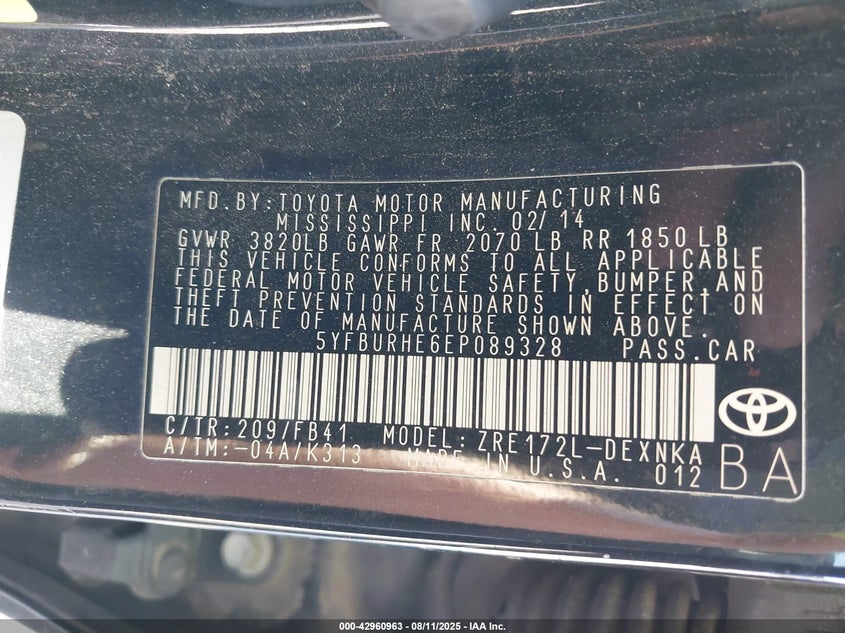 MFD.BY:TOYOTA MOTOR MANUFACTURING
MISSISSIPPI INC. 02/14
GVWR 3820LB GAWR FR 2070 LB RR 1850 LB
THIS VEHICLE CONFORMS TO ALL APPLICABLE
FEDERAL MOTOR VEHICLE SAFETY,BUMPER,AND
THEFT PREVENTION STANDARDS IN EFFECT ON
THE DATE OF MANUFACTURE SHOWN ABOVE.
5YFBURHE6EP089328 PASS.CAR
C/TR:209/FB41 MODEL: ZRE172L-DEXNKA
A/TM:-04A/K313 MADE IN U.S.A. 012 BA
000-42960963 - 08/11/2025 - IAA Inc.